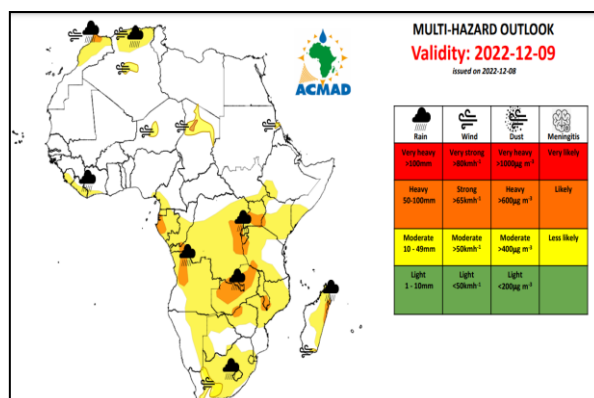 ACMAD
MULTI-HAZARD OUTLOOK
Validity: 2022-12-09
issued on 2022-12-08
Rain Wind Dust Meningitis
Very heavy Very strong Very heavy Very likely
>100mm >80kmh⁻¹ >1000µg m⁻³
Heavy Strong Heavy Likely
50-100mm >65kmh⁻¹ >600µg m⁻³
Moderate Moderate Moderate Less likely
10 - 49mm >50kmh⁻¹ >400µg m⁻³
Light Light Light
1 - 10mm <50kmh⁻¹ <200µg m⁻³